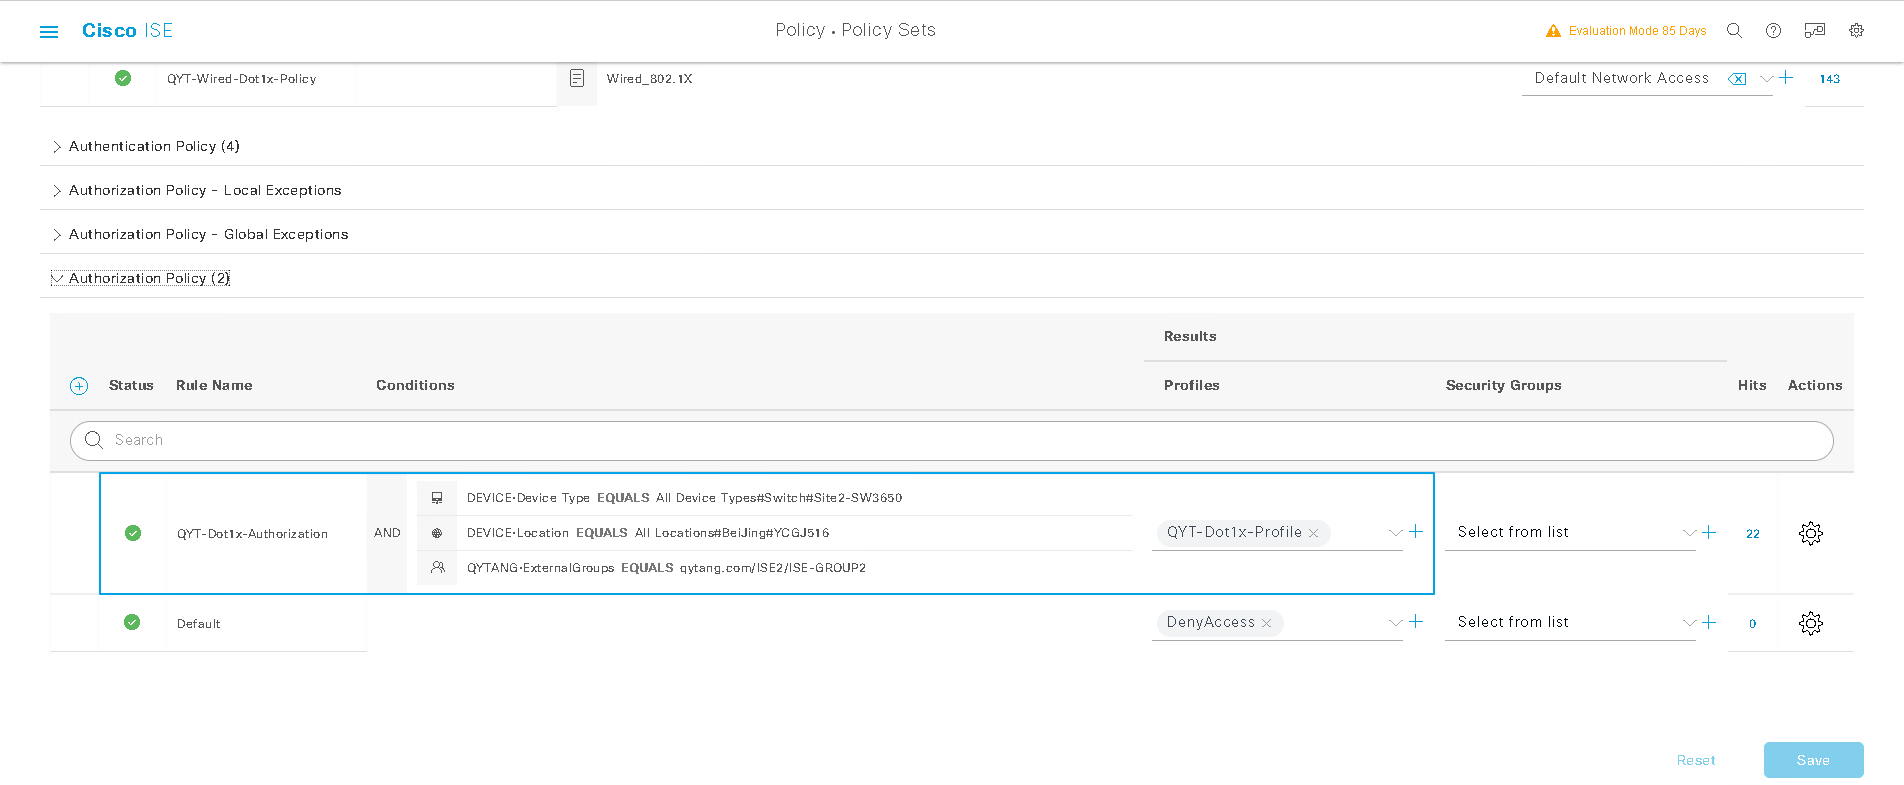 Cisco ISE
Policy • Policy Sets
Evaluation Mode 85 Days
QYT-Wired-Dot1x-Policy
Wired_802.1X
Default Network Access
143
Authentication Policy (4)
Authorization Policy - Local Exceptions
Authorization Policy - Global Exceptions
Authorization Policy (2)
Results
Status Rule Name Conditions Profiles Security Groups Hits Actions
Search
QYT-Dot1x-Authorization
AND
DEVICE·Device Type EQUALS All Device Types#Switch#Site2-SW3650
DEVICE·Location EQUALS All Locations#BeiJing#YCGJ516
QYTANG·ExternalGroups EQUALS qytang.com/ISE2/ISE-GROUP2
QYT-Dot1x-Profile
Select from list
22
Default
DenyAccess
Select from list
0
Reset
Save